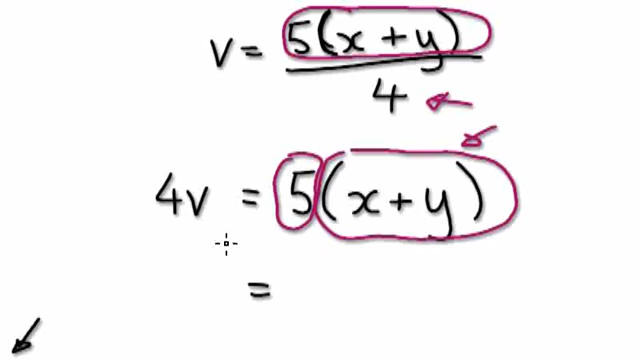 v = 5(x + y)
4
4v = 5(x + y)
=